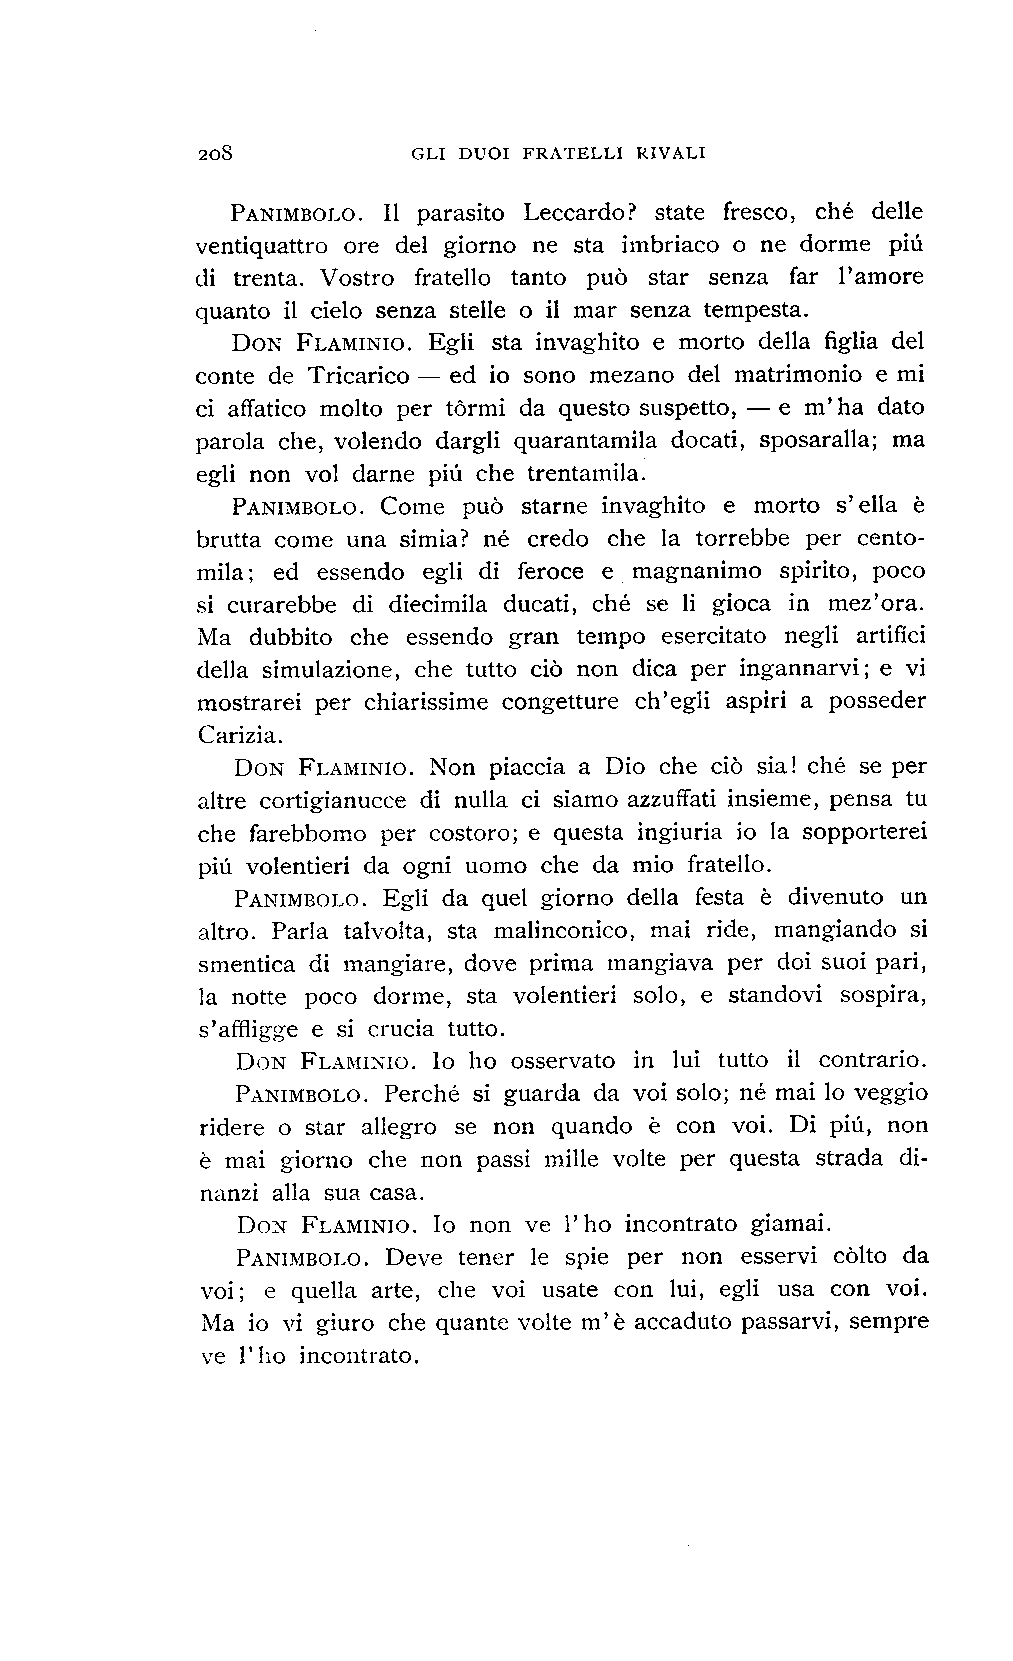 208 GLI DUOI FRATELLI RIVALI
PANIMBOLO. Il parasito Leccardo? state fresco, ché delle
ventiquattro ore del giorno ne sta imbriaco o ne dorme piú
di trenta. Vostro fratello tanto può star senza far l'amore
quanto il cielo senza stelle o il mar senza tempesta.
DON FLAMINIO. Egli sta invaghito e morto della figlia del
conte de Tricarico — ed io sono mezano del matrimonio e mi
ci affatico molto per tôrmi da questo suspetto, — e m'ha dato
parola che, volendo dargli quarantamila docati, sposaralla; ma
egli non vol darne piú che trentamila.
PANIMBOLO. Come può starne invaghito e morto s'ella è
brutta come una simia? né credo che la torrebbe per cento-
mila; ed essendo egli di feroce e magnanimo spirito, poco
si curarebbe di diecimila ducati, ché se li gioca in mez'ora.
Ma dubbito che essendo gran tempo esercitato negli artifici
della simulazione, che tutto ciò non dica per ingannarvi; e vi
mostrarei per chiarissime congetture ch'egli aspiri a posseder
Carizia.
DON FLAMINIO. Non piaccia a Dio che ciò sia! ché se per
altre cortigianucce di nulla ci siamo azzuffati insieme, pensa tu
che farebbomo per costoro; e questa ingiuria io la sopporterei
piú volentieri da ogni uomo che da mio fratello.
PANIMBOLO. Egli da quel giorno della festa è divenuto un
altro. Parla talvolta, sta malinconico, mai ride, mangiando si
smentica di mangiare, dove prima mangiava per doi suoi pari,
la notte poco dorme, sta volentieri solo, e standovi sospira,
s'affligge e si crucia tutto.
DON FLAMINIO. Io ho osservato in lui tutto il contrario.
PANIMBOLO. Perché si guarda da voi solo; né mai lo veggio
ridere o star allegro se non quando è con voi. Di piú, non
è mai giorno che non passi mille volte per questa strada di-
nanzi alla sua casa.
DON FLAMINIO. Io non ve l'ho incontrato giamai.
PANIMBOLO. Deve tener le spie per non esservi còlto da
voi; e quella arte, che voi usate con lui, egli usa con voi.
Ma io vi giuro che quante volte m'è accaduto passarvi, sempre
ve l'ho incontrato.